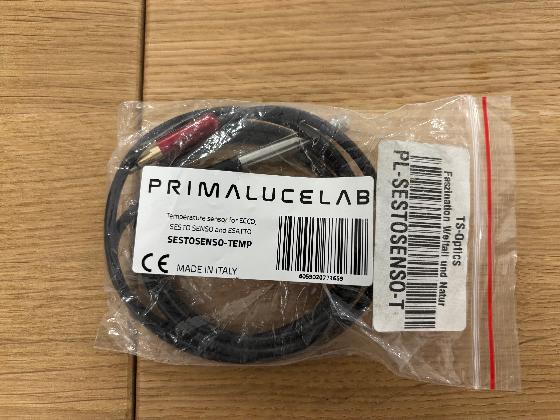 PRIMALUCELAB
Temperature sensor for ECCO,
SESTO SENSO and ESATTO
SESTOSENSO-TEMP
CE MADE IN ITALY
TS-Optics
Faszination Weltall und Natur
PL-SESTOSENSO-T